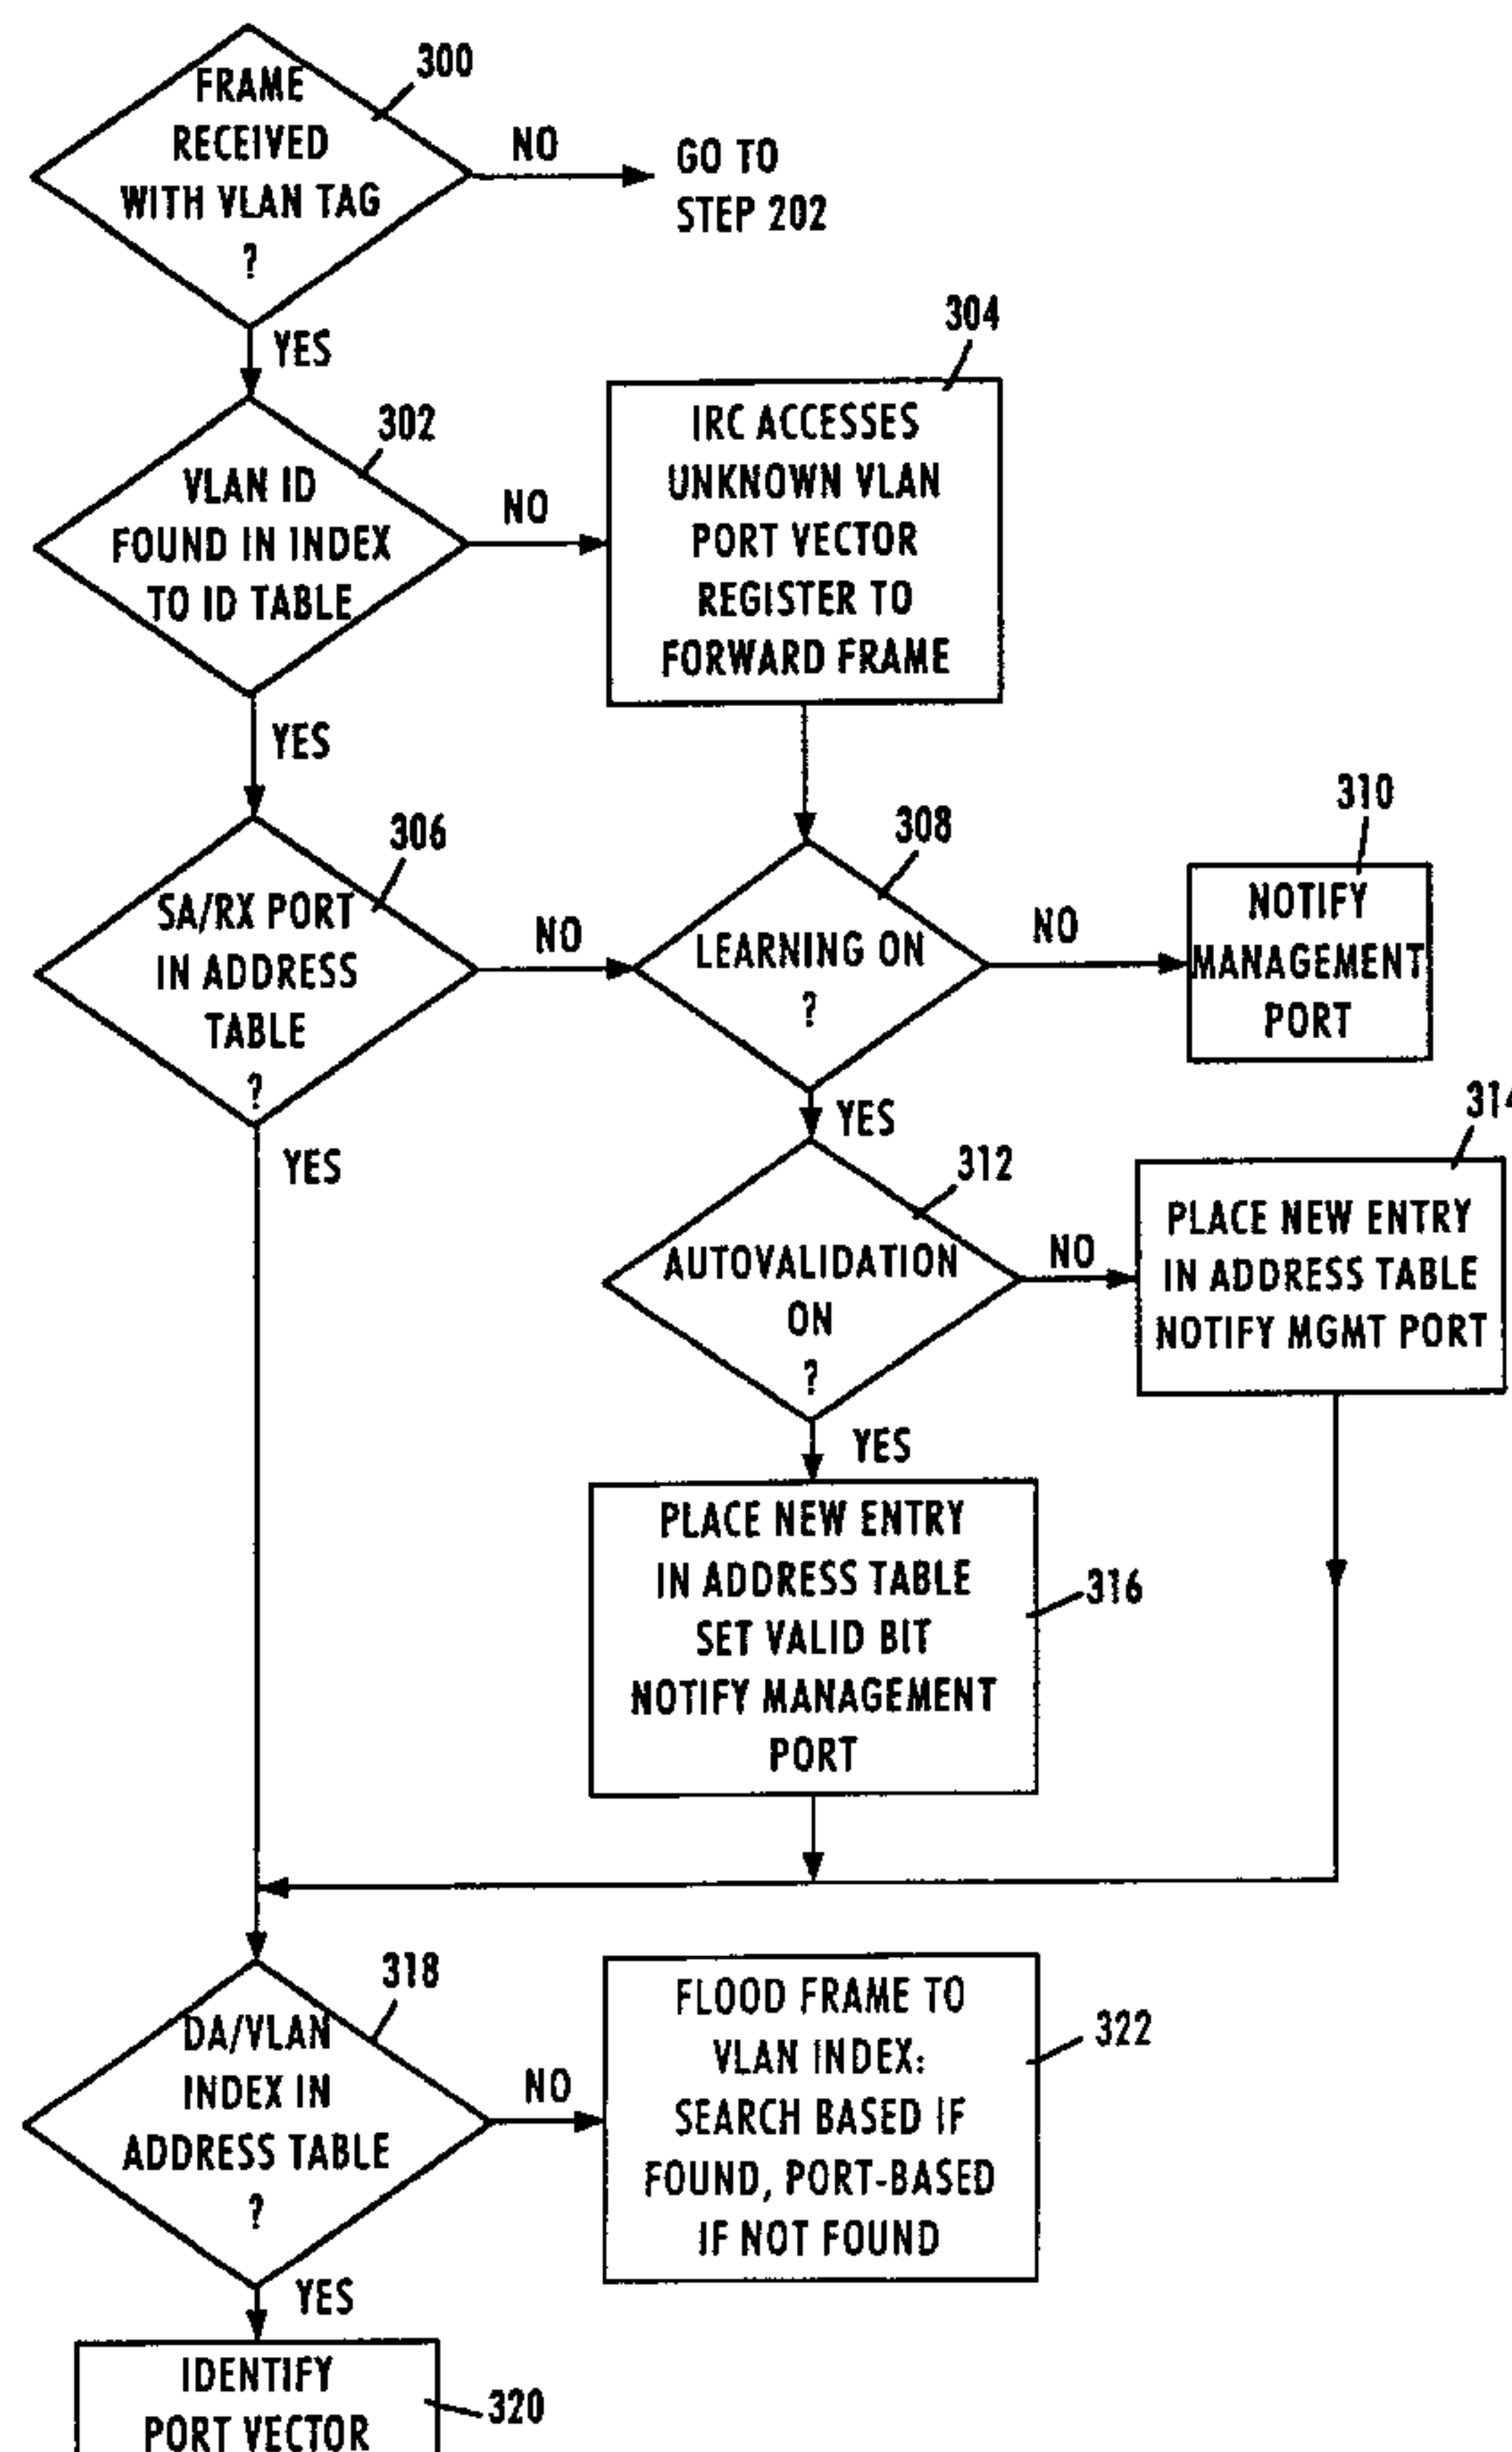 300
FRAME
RECEIVED
WITH VLAN TAG
?
NO
GO TO
STEP 202
YES
302
VLAN ID
FOUND IN INDEX
TO ID TABLE
NO
304
IRC ACCESSES
UNKNOWN VLAN
PORT VECTOR
REGISTER TO
FORWARD FRAME
YES
306
SA/RX PORT
IN ADDRESS
TABLE
?
NO
308
LEARNING ON
?
NO
310
NOTIFY
MANAGEMENT
PORT
YES
YES
312
AUTOVALIDATION
ON
?
NO
314
PLACE NEW ENTRY
IN ADDRESS TABLE
NOTIFY MGMT PORT
YES
PLACE NEW ENTRY
IN ADDRESS TABLE
SET VALID BIT
NOTIFY MANAGEMENT
PORT
316
318
DA/VLAN
INDEX IN
ADDRESS TABLE
?
NO
FLOOD FRAME TO
VLAN INDEX:
SEARCH BASED IF
FOUND, PORT-BASED
IF NOT FOUND
322
YES
IDENTIFY
PORT VECTOR
320